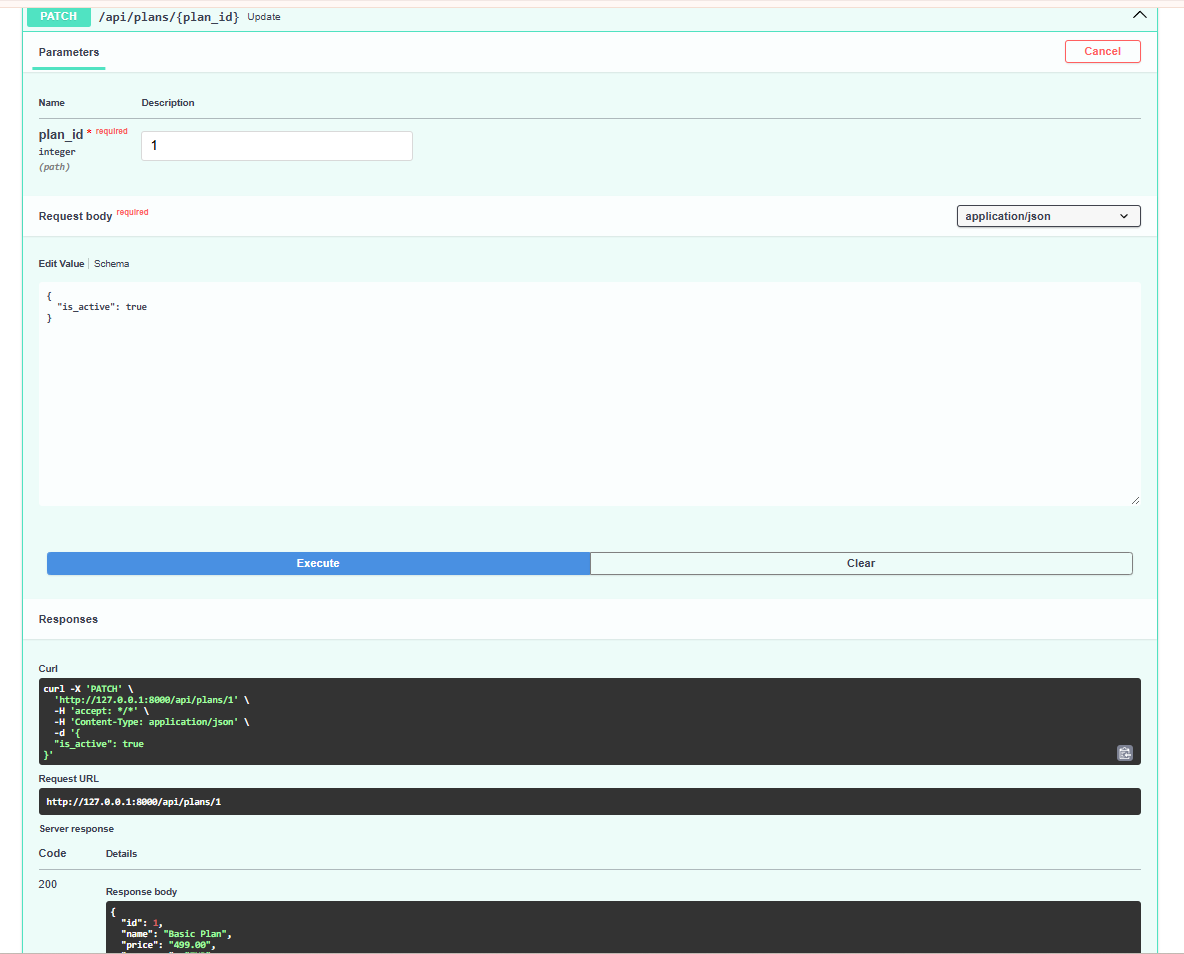 PATCH /api/plans/{plan_id} Update
Parameters
Cancel
Name Description
plan_id * required
integer
(path)
1
Request body required
application/json
Edit Value | Schema
{
  "is_active": true
}
Execute
Clear
Responses
Curl
curl -X 'PATCH' \
  'http://127.0.0.1:8000/api/plans/1' \
  -H 'accept: */*' \
  -H 'Content-Type: application/json' \
  -d '{
  "is_active": true
}'
Request URL
http://127.0.0.1:8000/api/plans/1
Server response
Code Details
200
Response body
{
  "id": 1,
  "name": "Basic Plan",
  "price": "499.00",